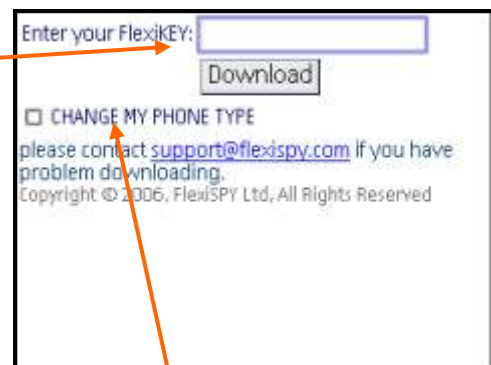 Enter your FlexiKEY:
Download
CHANGE MY PHONE TYPE
please contact support@flexispy.com if you have
problem downloading.
Copyright © 2006, FlexiSPY Ltd, All Rights Reserved